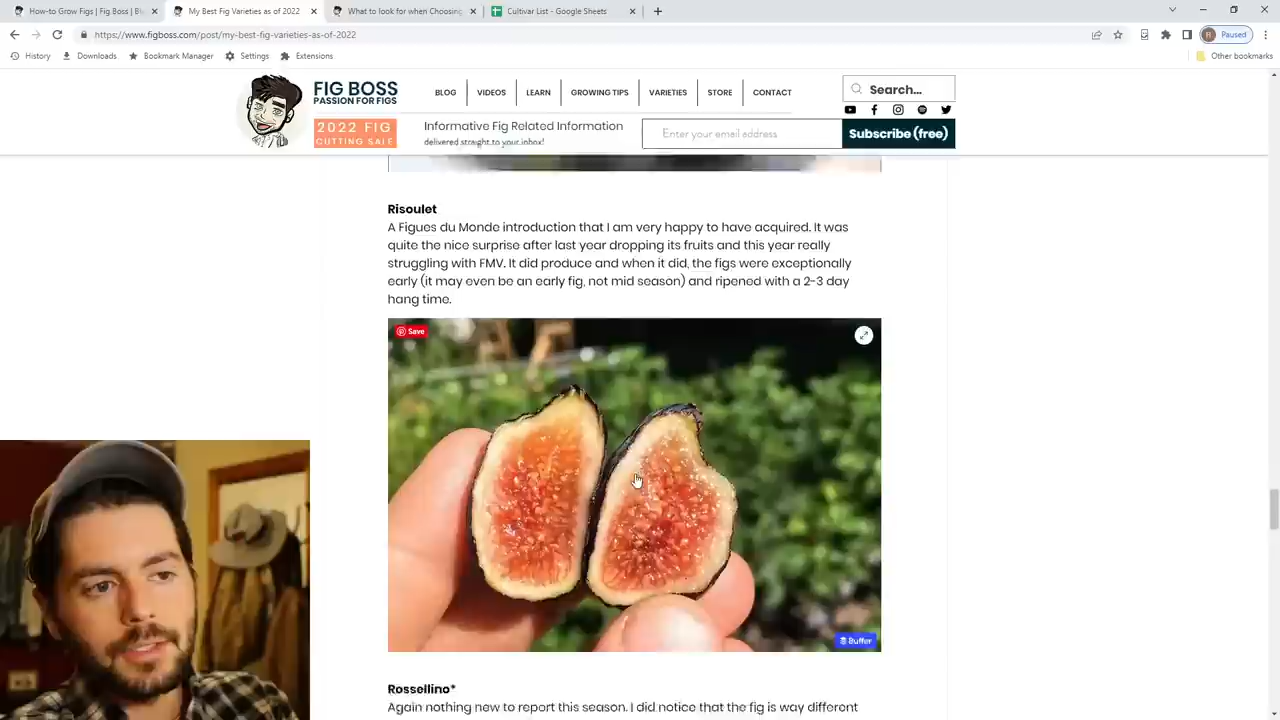 How-to Grow Figs | Fig Boss | Bl
My Best Fig Varieties as of 2022
What to look for when Choosing
Cultivar List - Google Sheets
https://www.figboss.com/post/my-best-fig-varieties-as-of-2022
R
Paused
History
Downloads
Bookmark Manager
Settings
Extensions
Other bookmarks
FIG BOSS
PASSION FOR FIGS
2022 FIG
CUTTING SALE
BLOG
VIDEOS
LEARN
GROWING TIPS
VARIETIES
STORE
CONTACT
Search...
Informative Fig Related Information
delivered straight to your inbox!
Enter your email address
Subscribe (free)
Risoulet
A Figues du Monde introduction that I am very happy to have acquired. It was
quite the nice surprise after last year dropping its fruits and this year really
struggling with FMV. It did produce and when it did, the figs were exceptionally
early (it may even be an early fig, not mid season) and ripened with a 2-3 day
hang time.
Save
Buffer
Rossellino*
Again nothing new to report this season. I did notice that the fig is way different